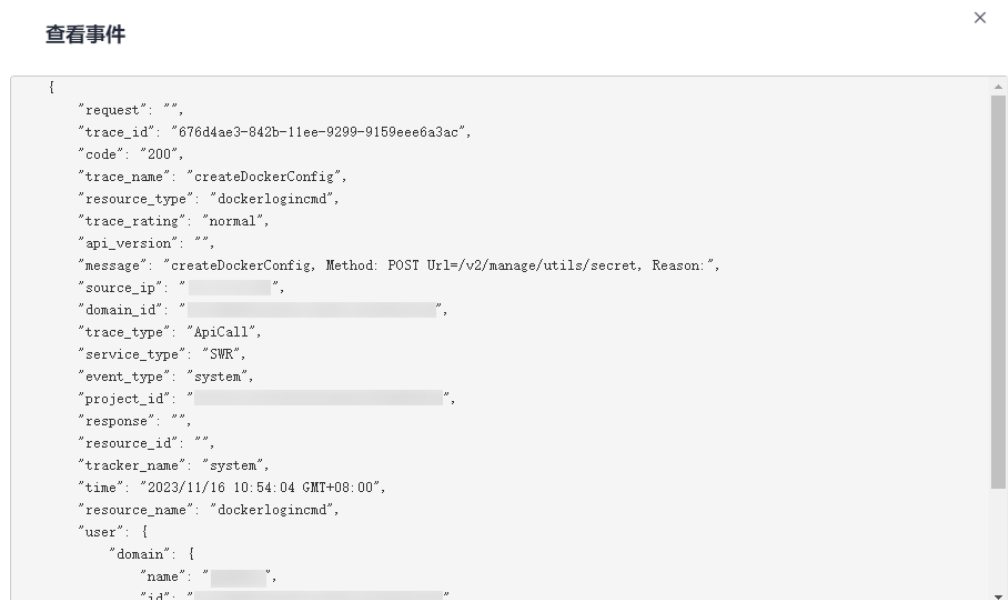 查看事件
{
"request": "",
"trace_id": "676d4ae3-842b-11ee-9299-9159eee6a3ac",
"code": "200",
"trace_name": "createDockerConfig",
"resource_type": "dockerlogincmd",
"trace_rating": "normal",
"api_version": "",
"message": "createDockerConfig, Method: POST Url=/v2/manage/utils/secret, Reason:",
"source_ip": "",
"domain_id": "",
"trace_type": "ApiCall",
"service_type": "SWR",
"event_type": "system",
"project_id": "",
"response": "",
"resource_id": "",
"tracker_name": "system",
"time": "2023/11/16 10:54:04 GMT+08:00",
"resource_name": "dockerlogincmd",
"user": {
"domain": {
"name": "",
"id": "